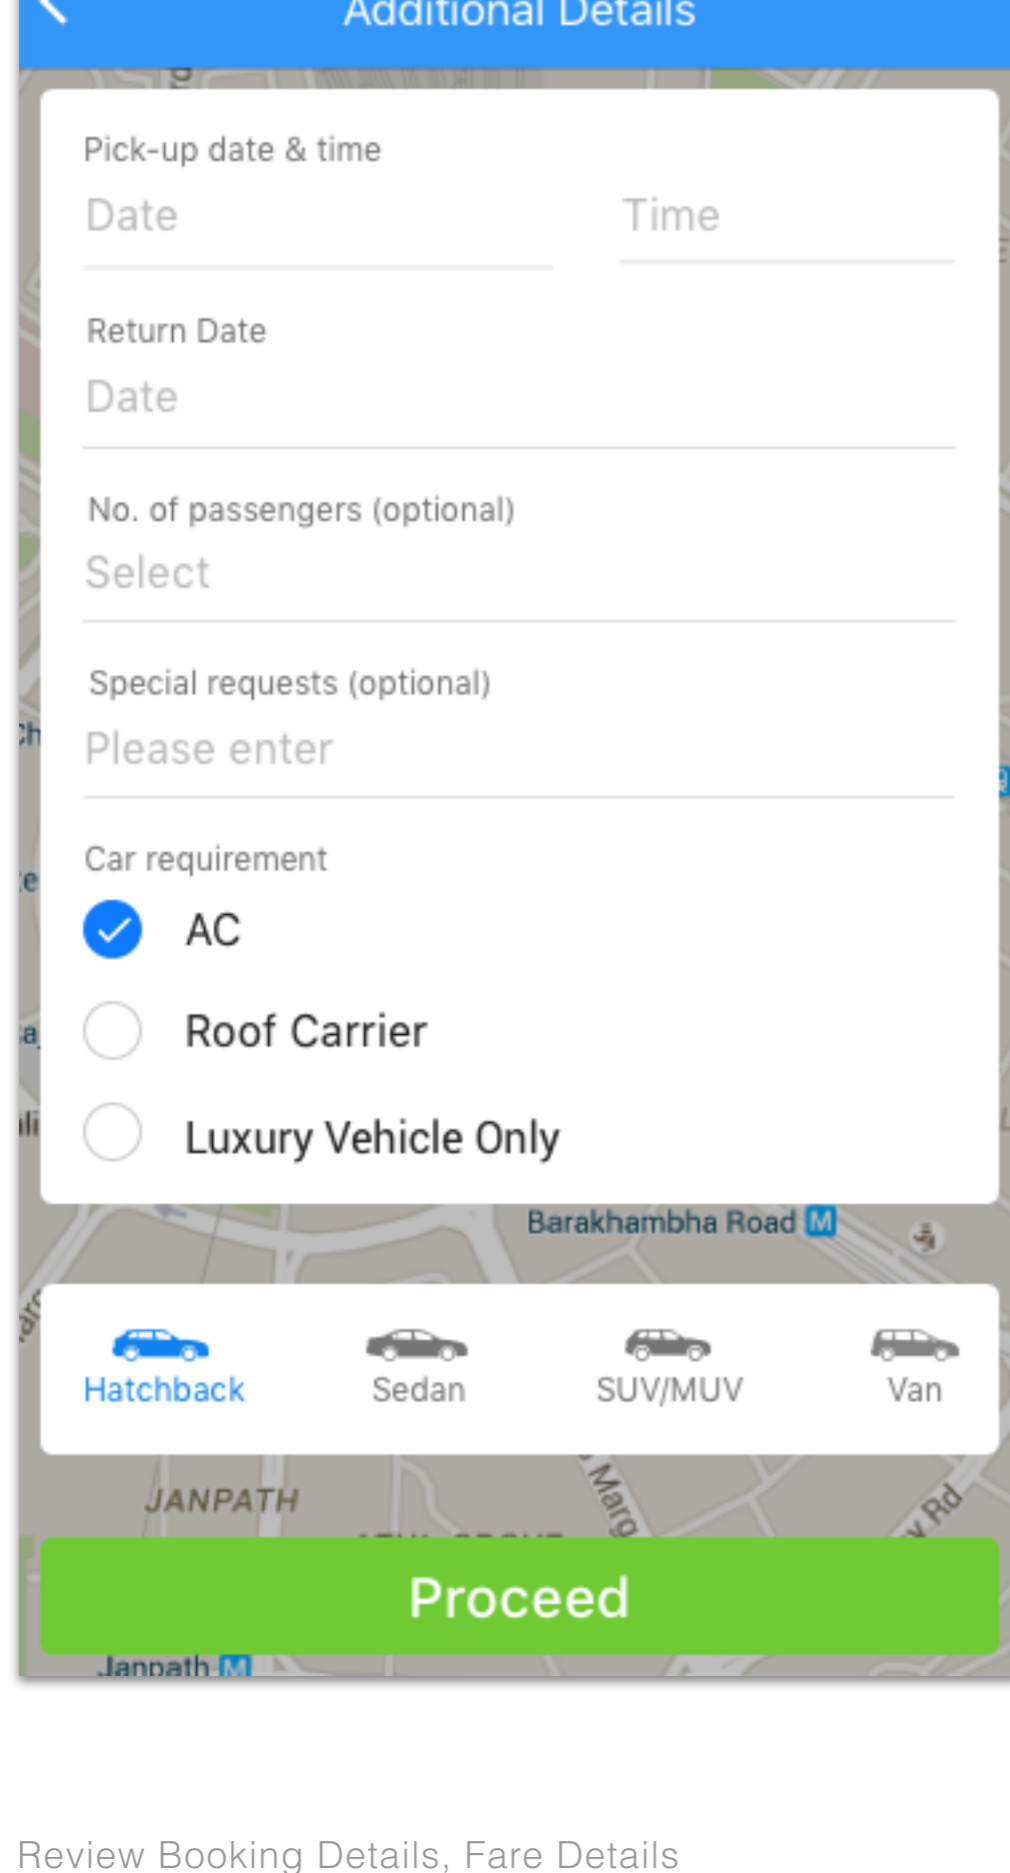 Additional Details
Pick-up date & time
Date Time
Return Date
Date
No. of passengers (optional)
Select
Special requests (optional)
Please enter
Car requirement
AC
Roof Carrier
Luxury Vehicle Only
Barakhambha Road M
Hatchback Sedan SUV/MUV Van
JANPATH
Marg
Rd
Proceed
Janpath M
Review Booking Details, Fare Details